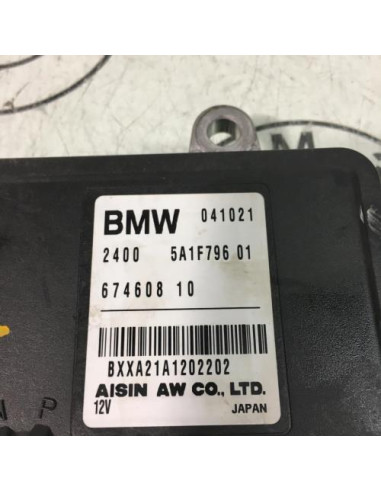 BMW 041021
2400 5A1F796 01
674608 10
BXXA21A1202202
AISIN AW CO., LTD.
12V JAPAN
N P